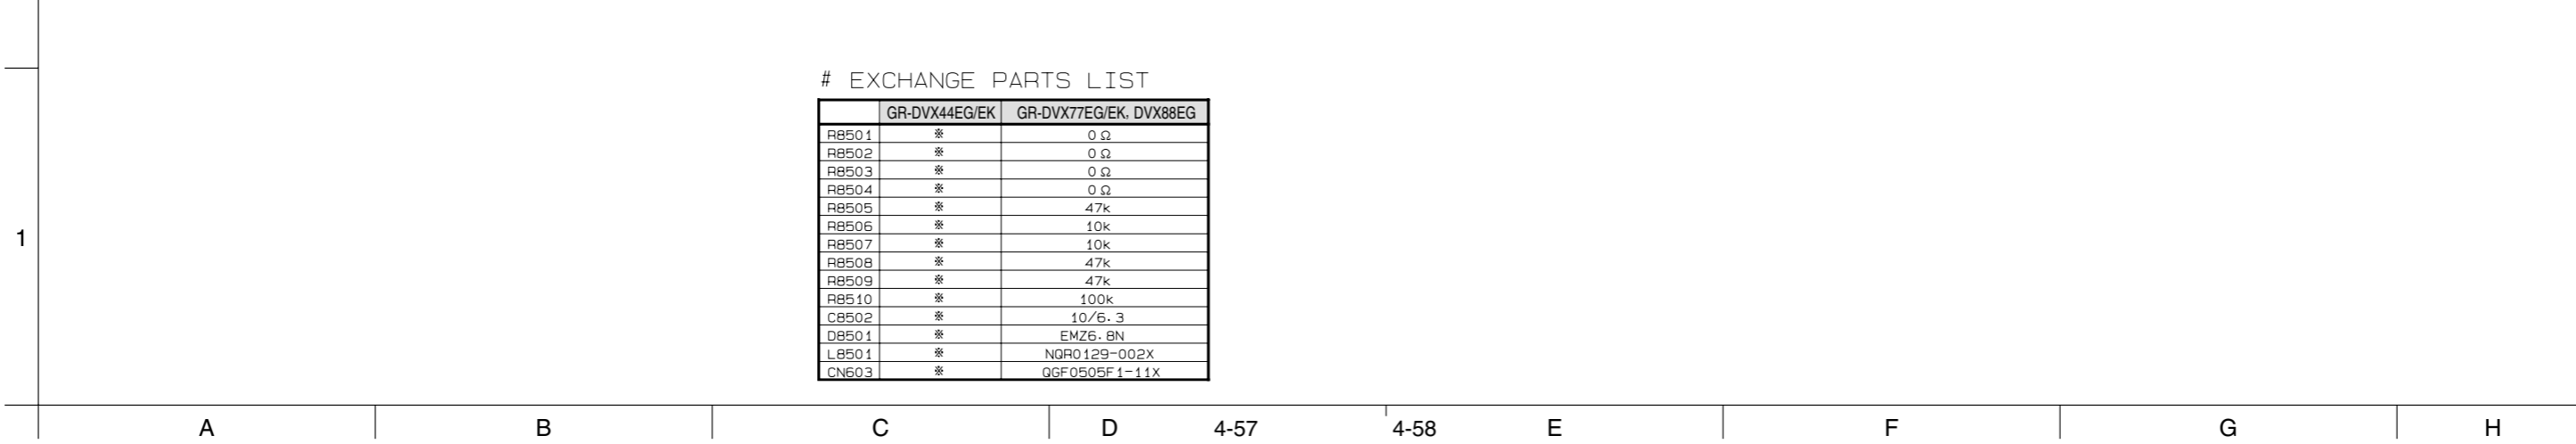 # EXCHANGE PARTS LIST
GR-DVX44EG/EK GR-DVX77EG/EK, DVX88EG
R8501 ※ 0Ω
R8502 ※ 0Ω
R8503 ※ 0Ω
R8504 ※ 0Ω
R8505 ※ 47k
R8506 ※ 10k
R8507 ※ 10k
R8508 ※ 47k
R8509 ※ 47k
R8510 ※ 100k
C8502 ※ 10/6.3
D8501 ※ EMZ6.8N
L8501 ※ NQR0129-002X
CN603 ※ QGF0505F1-11X
1
A B C D 4-57 4-58 E F G H